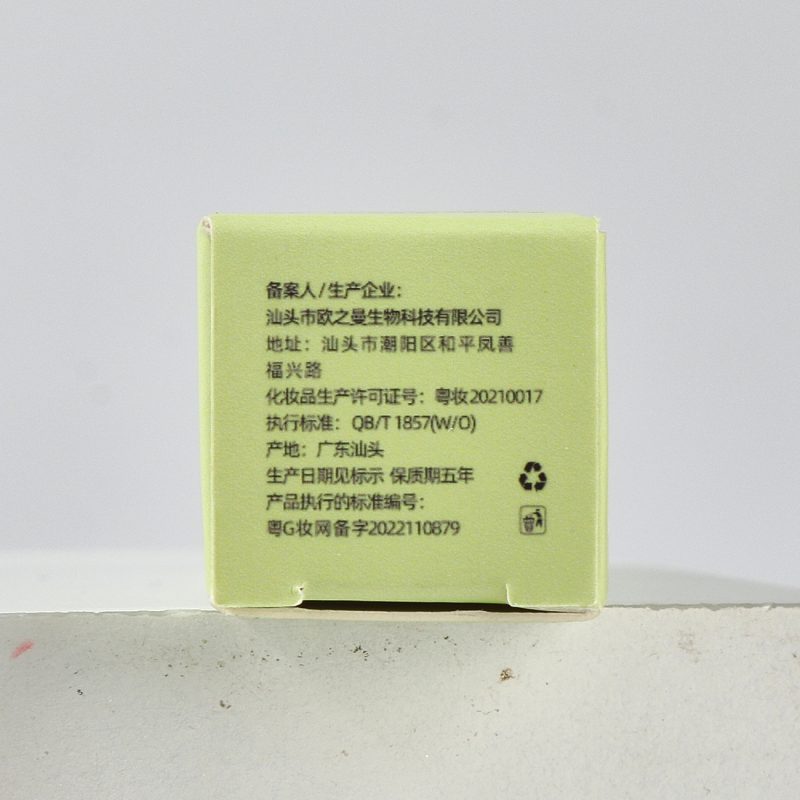 备案人/生产企业：
汕头市欧之曼生物科技有限公司
地址：汕头市潮阳区和平凤善
福兴路
化妆品生产许可证号：粤妆20210017
执行标准：QB/T 1857(W/O)
产地：广东汕头
生产日期见标示 保质期五年
产品执行的标准编号：
粤G妆网备字2022110879